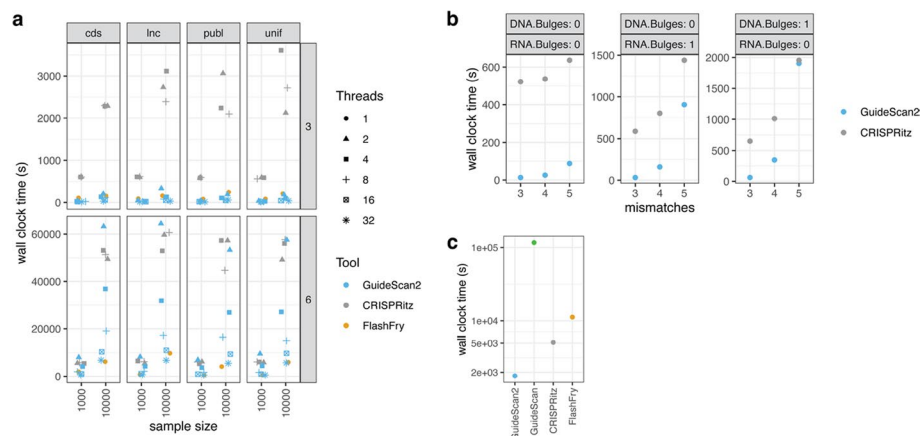 a
cds
lnc
publ
unif
3
3000
2000
1000
0
6
60000
40000
20000
0
wall clock time (s)
1000
10000
1000
10000
1000
10000
1000
10000
sample size
Threads
1
2
4
8
16
32
Tool
GuideScan2
CRISPRitz
FlashFry
b
DNA.Bulges: 0
DNA.Bulges: 0
DNA.Bulges: 1
RNA.Bulges: 0
RNA.Bulges: 1
RNA.Bulges: 0
wall clock time (s)
600
400
200
0
1500
1000
500
0
2000
1500
1000
500
0
3 4 5
3 4 5
3 4 5
mismatches
GuideScan2
CRISPRitz
c
wall clock time (s)
1e+05
1e+04
5e+03
2e+03
GuideScan2
GuideScan
CRISPRitz
FlashFry